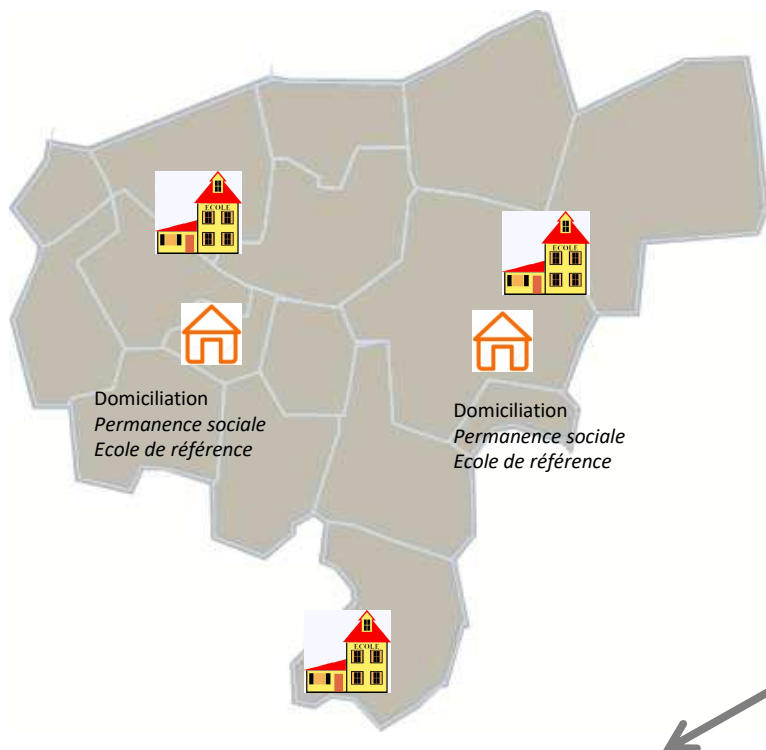 ECOLE
ECOLE
Domiciliation
Permanence sociale
Ecole de référence
Domiciliation
Permanence sociale
Ecole de référence
ECOLE